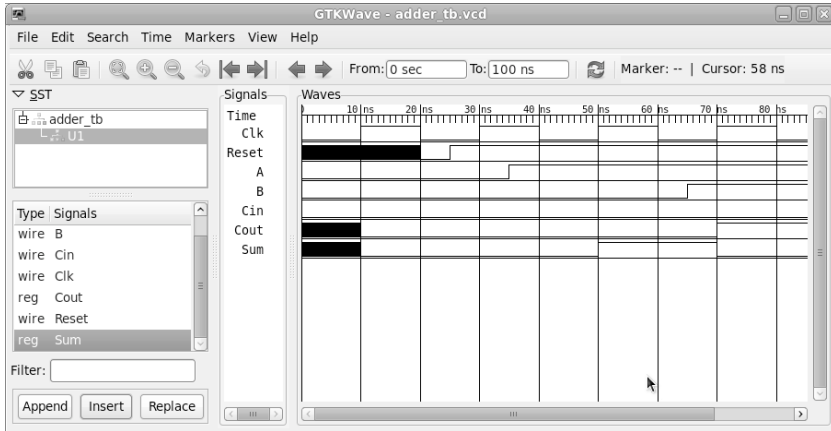 GTKWave - adder_tb.vcd
File Edit Search Time Markers View Help
From: 0 sec To: 100 ns Marker: -- | Cursor: 58 ns
SST
adder_tb
U1
Type Signals
wire B
wire Cin
wire Clk
reg Cout
wire Reset
reg Sum
Filter:
Append Insert Replace
Signals
Time
Clk
Reset
A
B
Cin
Cout
Sum
Waves
10 ns 20 ns 30 ns 40 ns 50 ns 60 ns 70 ns 80 ns